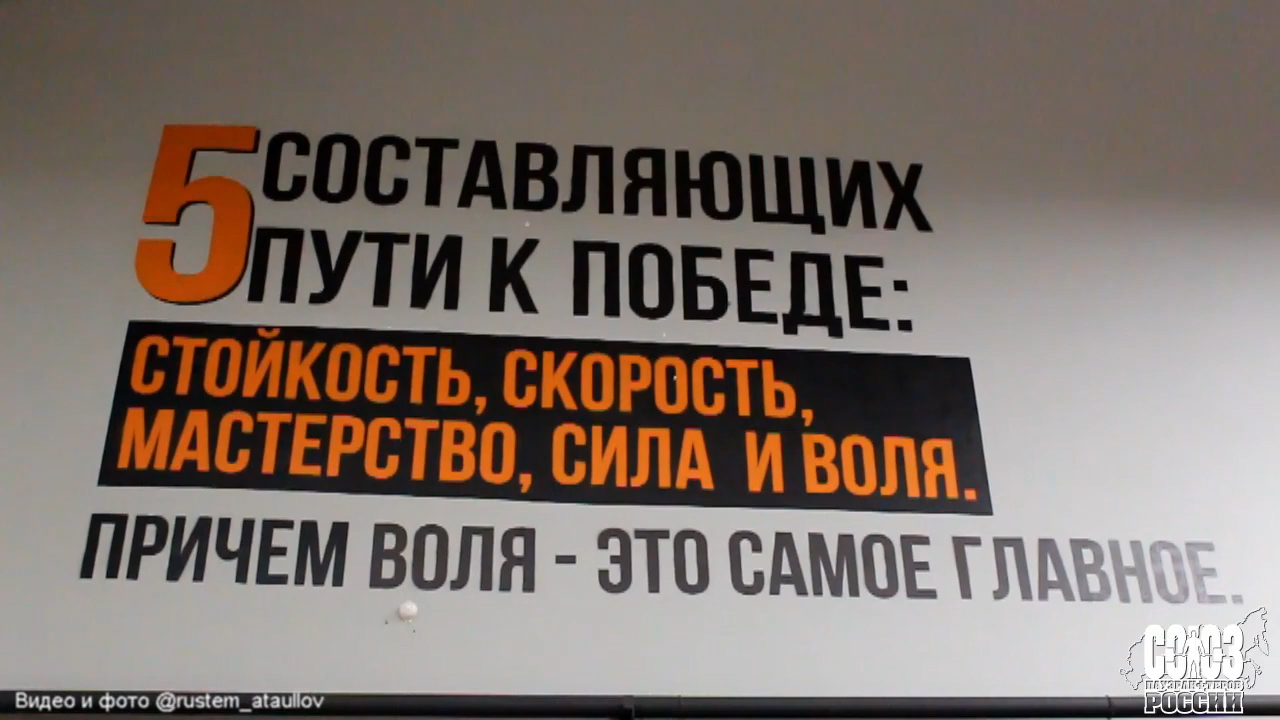 5 СОСТАВЛЯЮЩИХ
ПУТИ К ПОБЕДЕ:
СТОЙКОСТЬ, СКОРОСТЬ,
МАСТЕРСТВО, СИЛА И ВОЛЯ.
ПРИЧЕМ ВОЛЯ - ЭТО САМОЕ ГЛАВНОЕ.
СОЮЗ
ПАУЭРЛИФТЕРОВ
РОССИИ
Видео и фото @rustem_ataullov